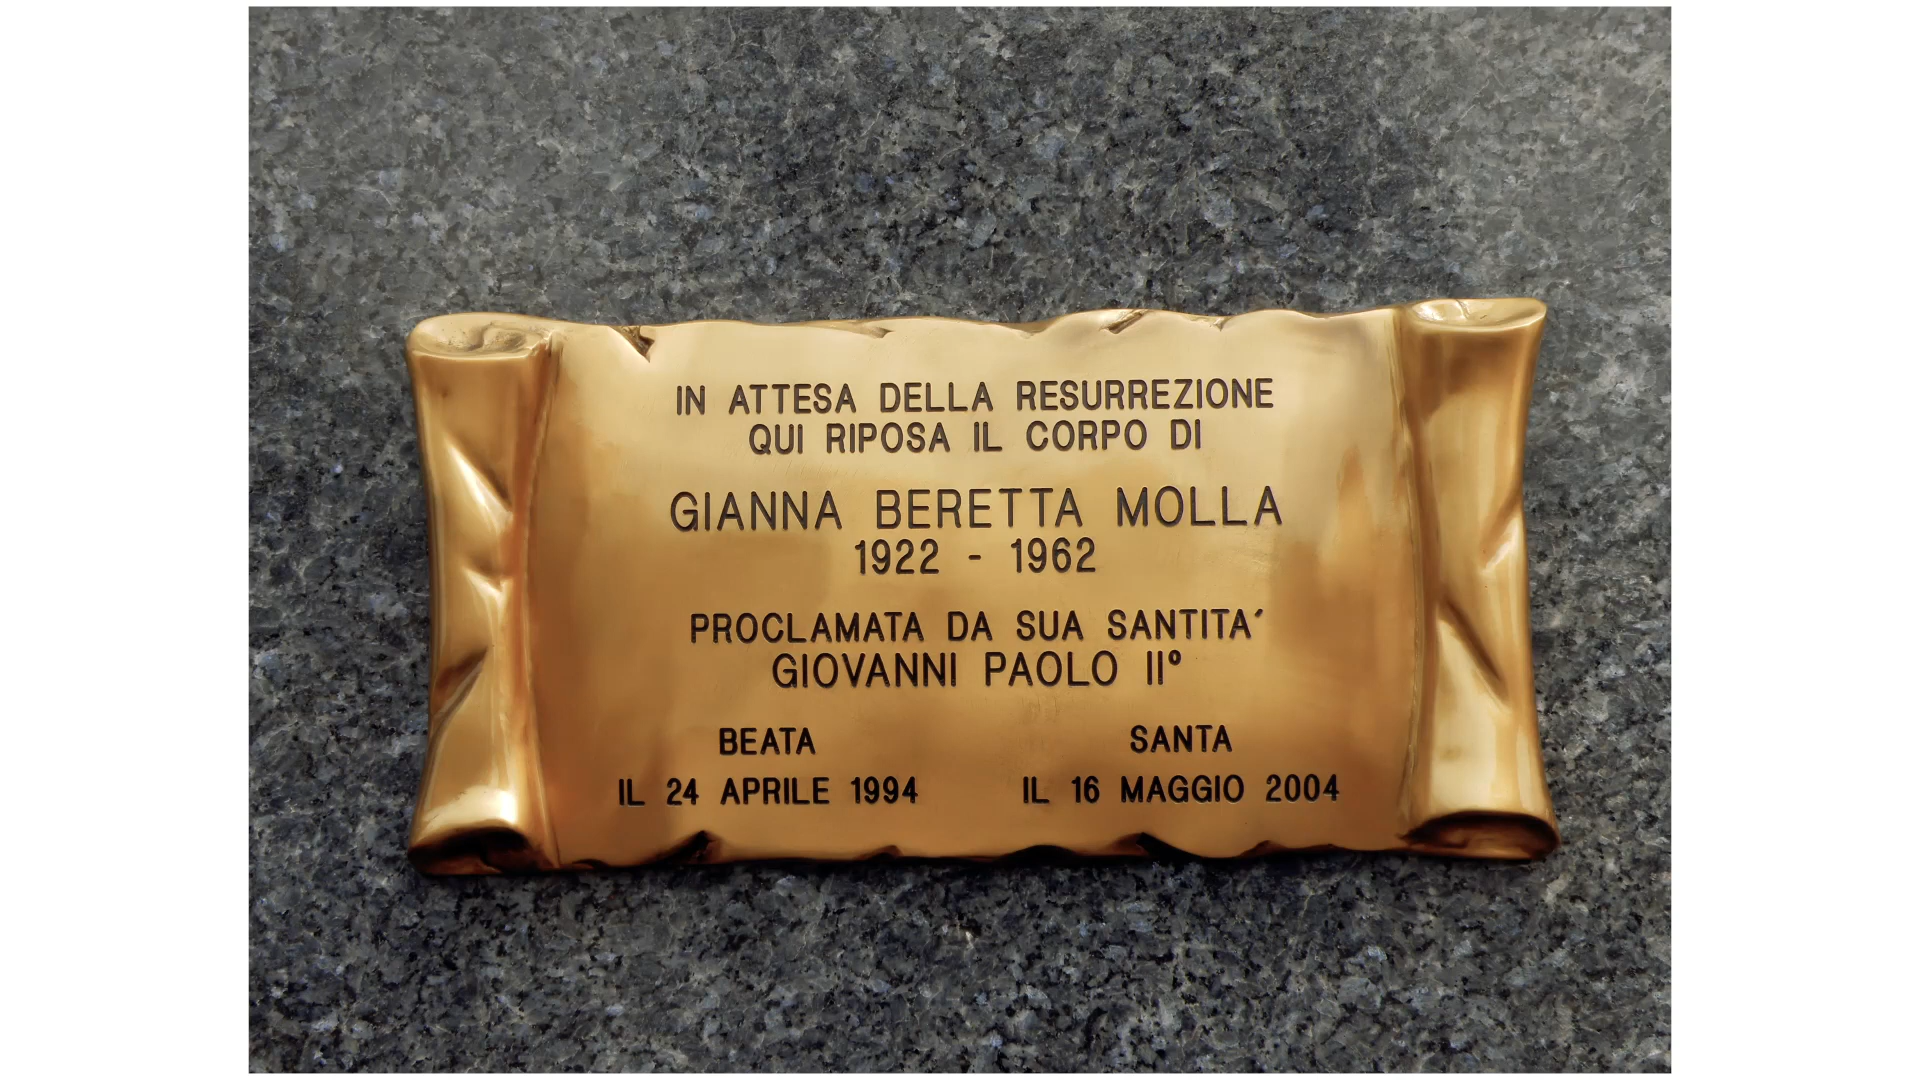 IN ATTESA DELLA RESURREZIONE
QUI RIPOSA IL CORPO DI
GIANNA BERETTA MOLLA
1922 - 1962
PROCLAMATA DA SUA SANTITA´
GIOVANNI PAOLO IIº
BEATA SANTA
IL 24 APRILE 1994 IL 16 MAGGIO 2004